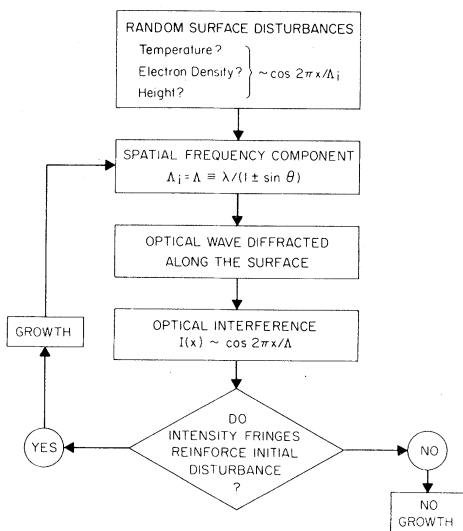 RANDOM SURFACE DISTURBANCES
Temperature?
Electron Density? ~cos 2πx/Λi
Height?
SPATIAL FREQUENCY COMPONENT
Λi = Λ ≡ λ/(1 ± sin θ)
OPTICAL WAVE DIFFRACTED
ALONG THE SURFACE
OPTICAL INTERFERENCE
I(x) ~ cos 2πx/Λ
GROWTH
DO
INTENSITY FRINGES
REINFORCE INITIAL
DISTURBANCE
?
YES
NO
NO
GROWTH